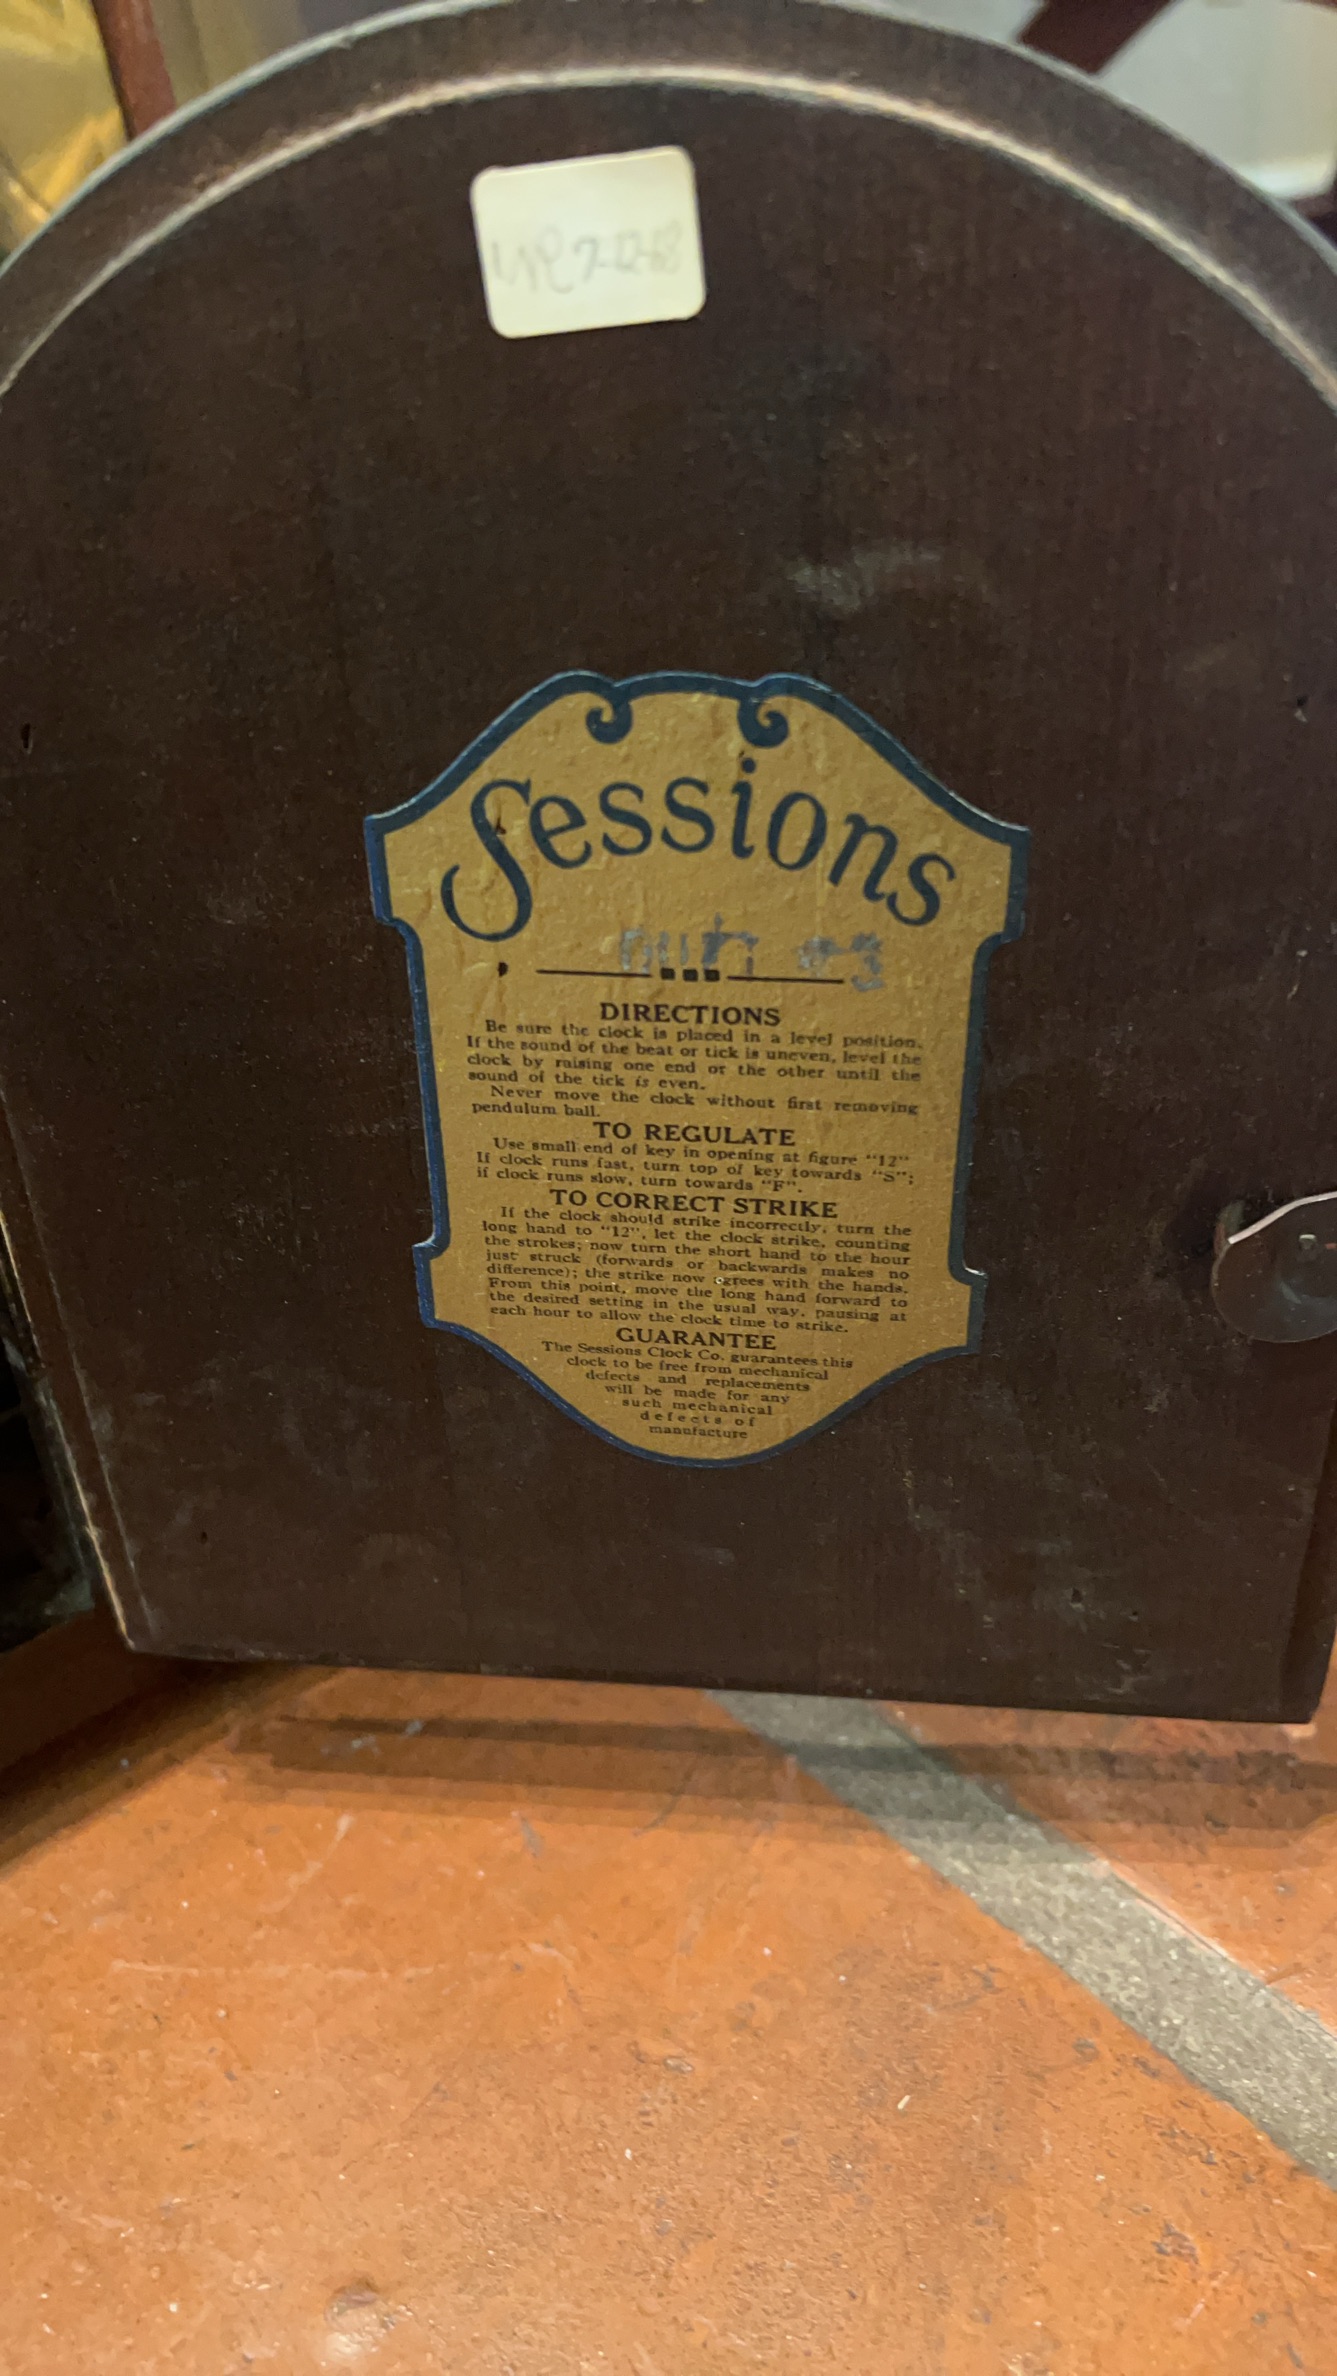 Sessions
DIRECTIONS
Be sure the clock is placed in a level position.
If the sound of the beat or tick is uneven, level the
clock by raising one end or the other until the
sound of the tick is even.
Never move the clock without first removing
pendulum ball.
TO REGULATE
Use small end of key in opening at figure "12"
If clock runs fast, turn top of key towards "S";
if clock runs slow, turn towards "F".
TO CORRECT STRIKE
If the clock should strike incorrectly, turn the
long hand to "12", let the clock strike, counting
the strokes; now turn the short hand to the hour
just struck (forwards or backwards makes no
difference); the strike now agrees with the hands.
From this point, move the long hand forward to
the desired setting in the usual way, pausing at
each hour to allow the clock time to strike.
GUARANTEE
The Sessions Clock Co. guarantees this
clock to be free from mechanical
defects and replacements
will be made for any
such mechanical
defects of
manufacture